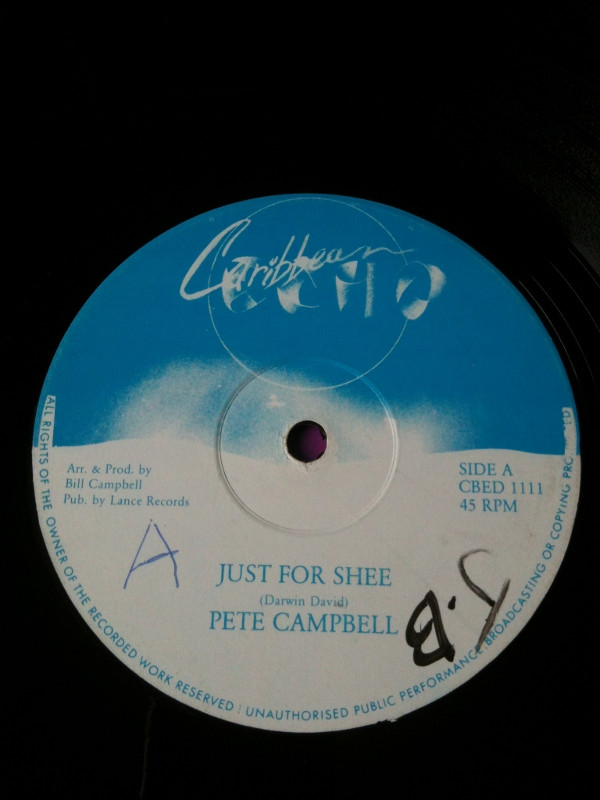 Caribbean
ECHO
Arr. & Prod. by
Bill Campbell
Pub. by Lance Records
SIDE A
CBED 1111
45 RPM
A
JUST FOR SHEE
(Darwin David)
PETE CAMPBELL
J.B
ALL RIGHTS OF THE OWNER OF THE RECORDED WORK RESERVED : UNAUTHORISED PUBLIC PERFORMANCE BROADCASTING OR COPYING